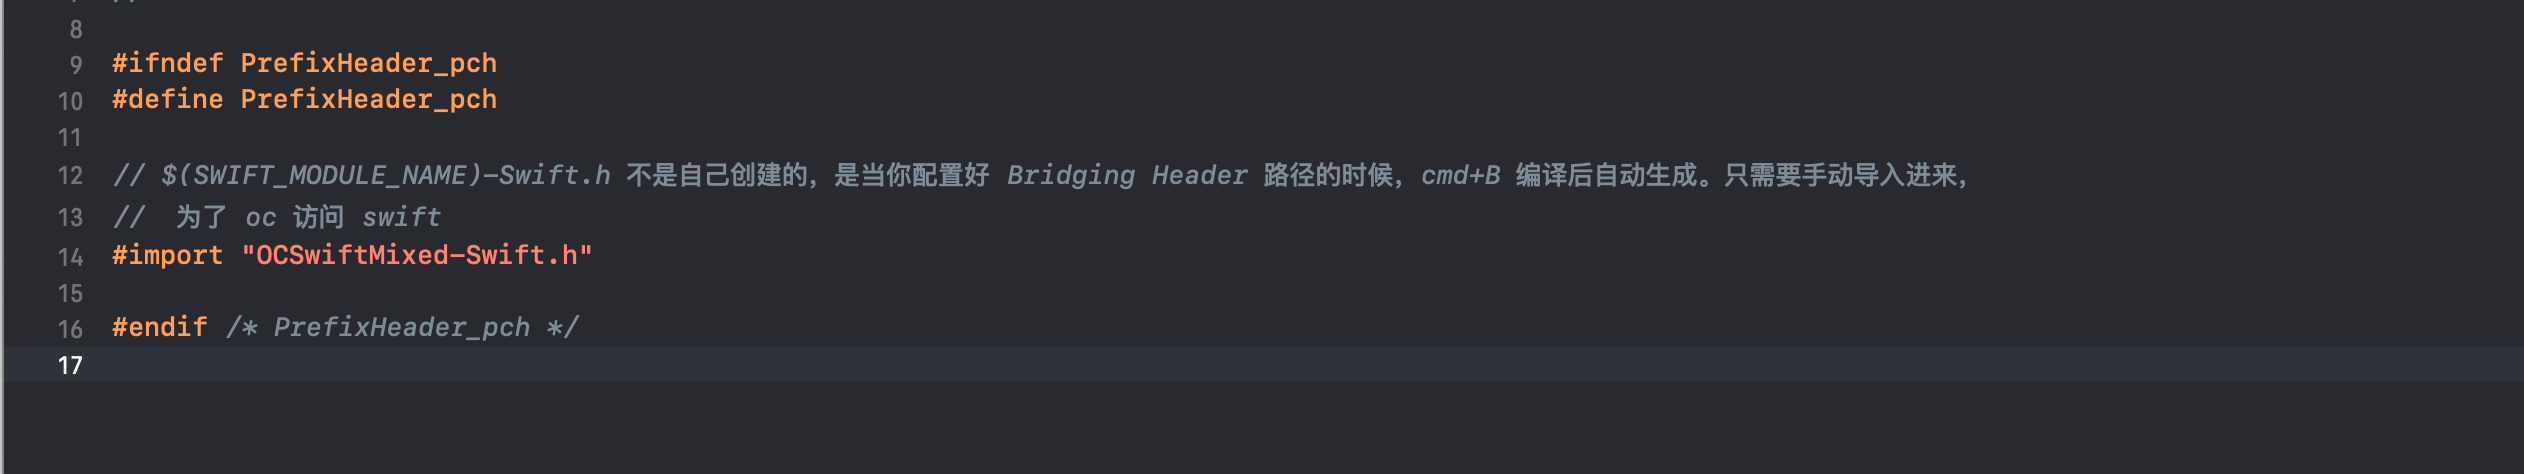 8
9 #ifndef PrefixHeader_pch
10 #define PrefixHeader_pch
11
12 // $(SWIFT_MODULE_NAME)-Swift.h 不是自己创建的，是当你配置好 Bridging Header 路径的时候，cmd+B 编译后自动生成。只需要手动导入进来，
13 //  为了 oc 访问 swift
14 #import "OCSwiftMixed-Swift.h"
15
16 #endif /* PrefixHeader_pch */
17